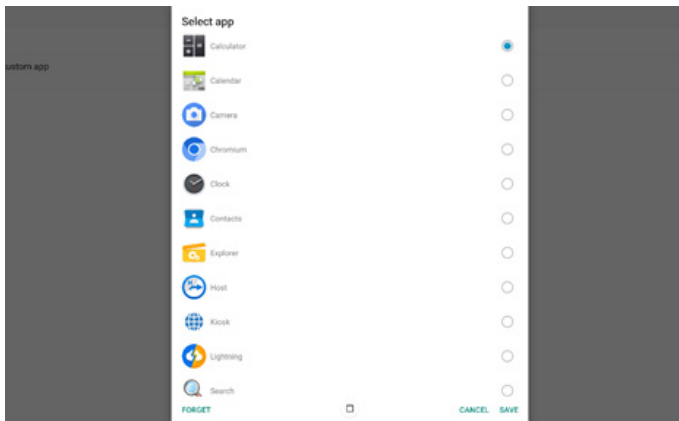 Select app
Calculator
ustom app
Calendar
Camera
Chromium
Clock
Contacts
Explorer
Host
Kiosk
Lightning
Search
FORGET CANCEL SAVE